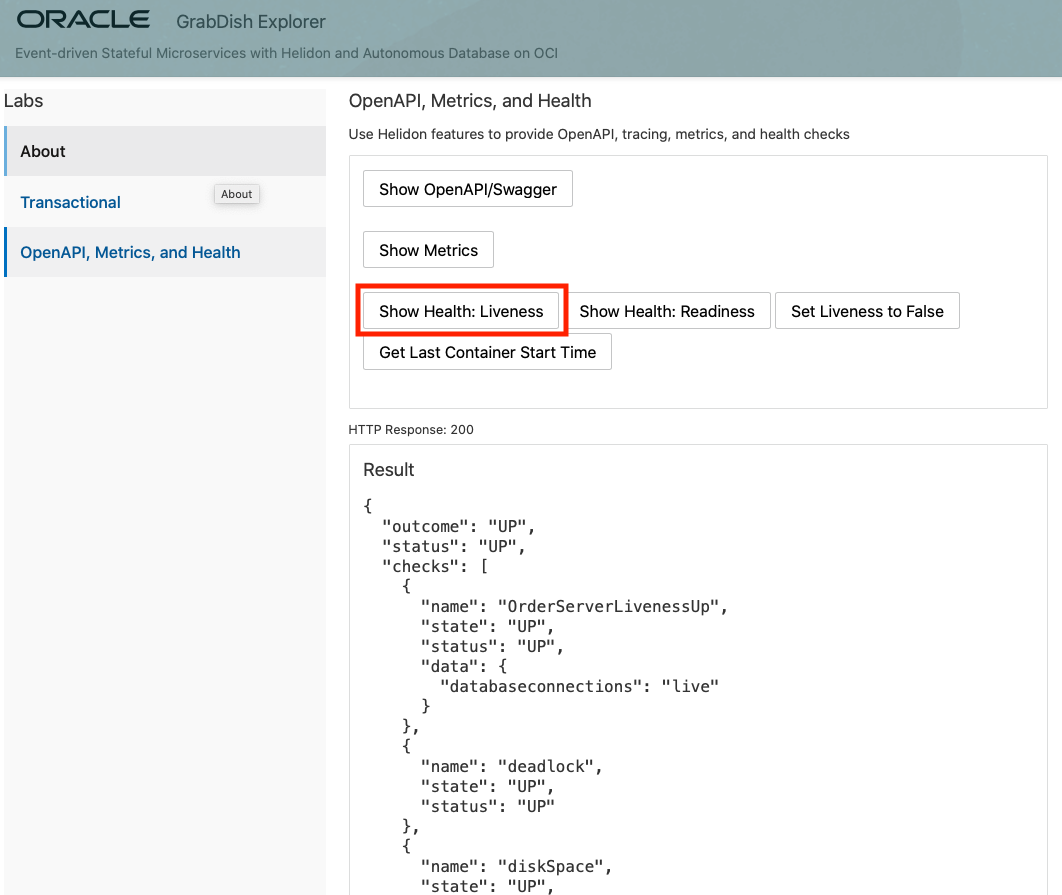 ORACLE GrabDish Explorer
Event-driven Stateful Microservices with Helidon and Autonomous Database on OCI
Labs
About
About
Transactional
OpenAPI, Metrics, and Health
OpenAPI, Metrics, and Health
Use Helidon features to provide OpenAPI, tracing, metrics, and health checks
Show OpenAPI/Swagger
Show Metrics
Show Health: Liveness Show Health: Readiness Set Liveness to False
Get Last Container Start Time
HTTP Response: 200
Result
{
  "outcome": "UP",
  "status": "UP",
  "checks": [
    {
      "name": "OrderServerLivenessUp",
      "state": "UP",
      "status": "UP",
      "data": {
        "databaseconnections": "live"
      }
    },
    {
      "name": "deadlock",
      "state": "UP",
      "status": "UP"
    },
    {
      "name": "diskSpace",
      "state": "UP",